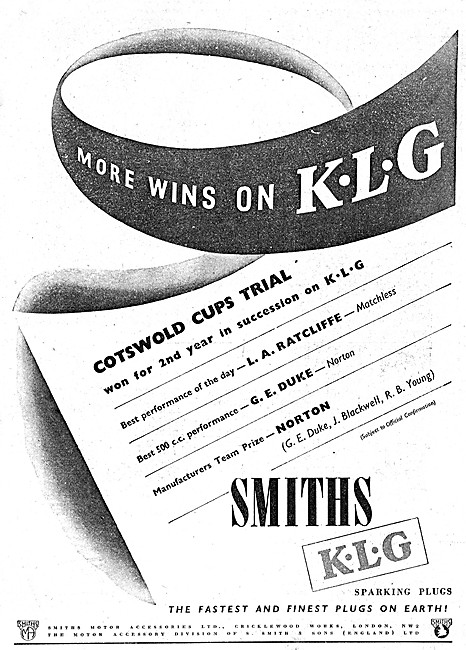 MORE WINS ON K·L·G
COTSWOLD CUPS TRIAL
won for 2nd year in succession on K·L·G
Best performance of the day — L. A. RATCLIFFE — Matchless
Best 500 c.c. performance — G. E. DUKE — Norton
Manufacturers Team Prize — NORTON
(G. E. Duke, J. Blackwell, R. B. Young)
(Subject to Official Confirmation)
SMITHS
K·L·G
SPARKING PLUGS
THE FASTEST AND FINEST PLUGS ON EARTH!
SMITHS MA
SMITHS MOTOR ACCESSORIES LTD., CRICKLEWOOD WORKS, LONDON, NW2
THE MOTOR ACCESSORY DIVISION OF S. SMITH & SONS (ENGLAND) LTD
SMITHS